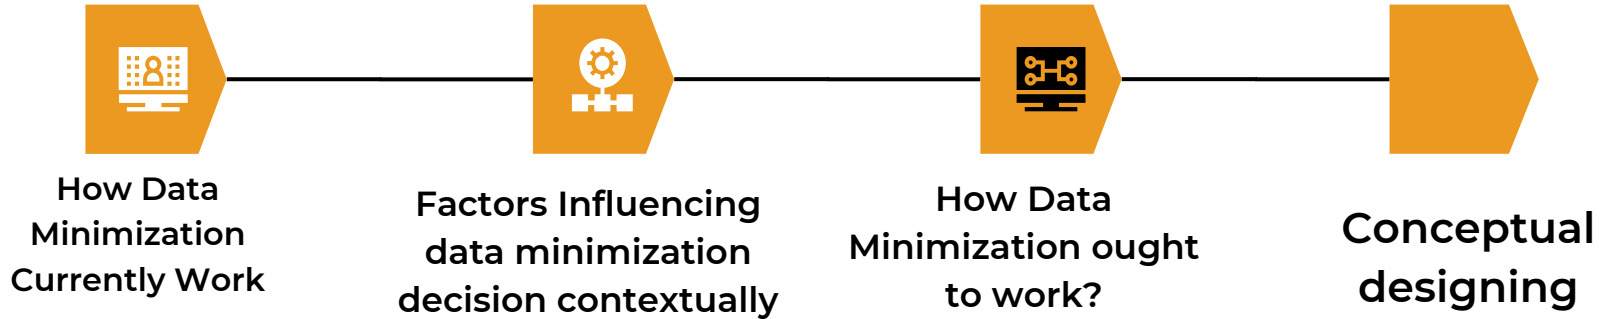 How Data
Minimization
Currently Work
Factors Influencing
data minimization
decision contextually
How Data
Minimization ought
to work?
Conceptual
designing